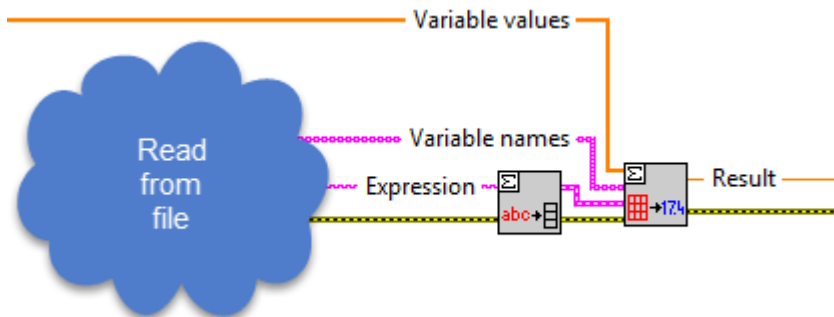 Variable values
Read
from
file
Variable names
Expression
Σ
abc
Σ
17.4
Result